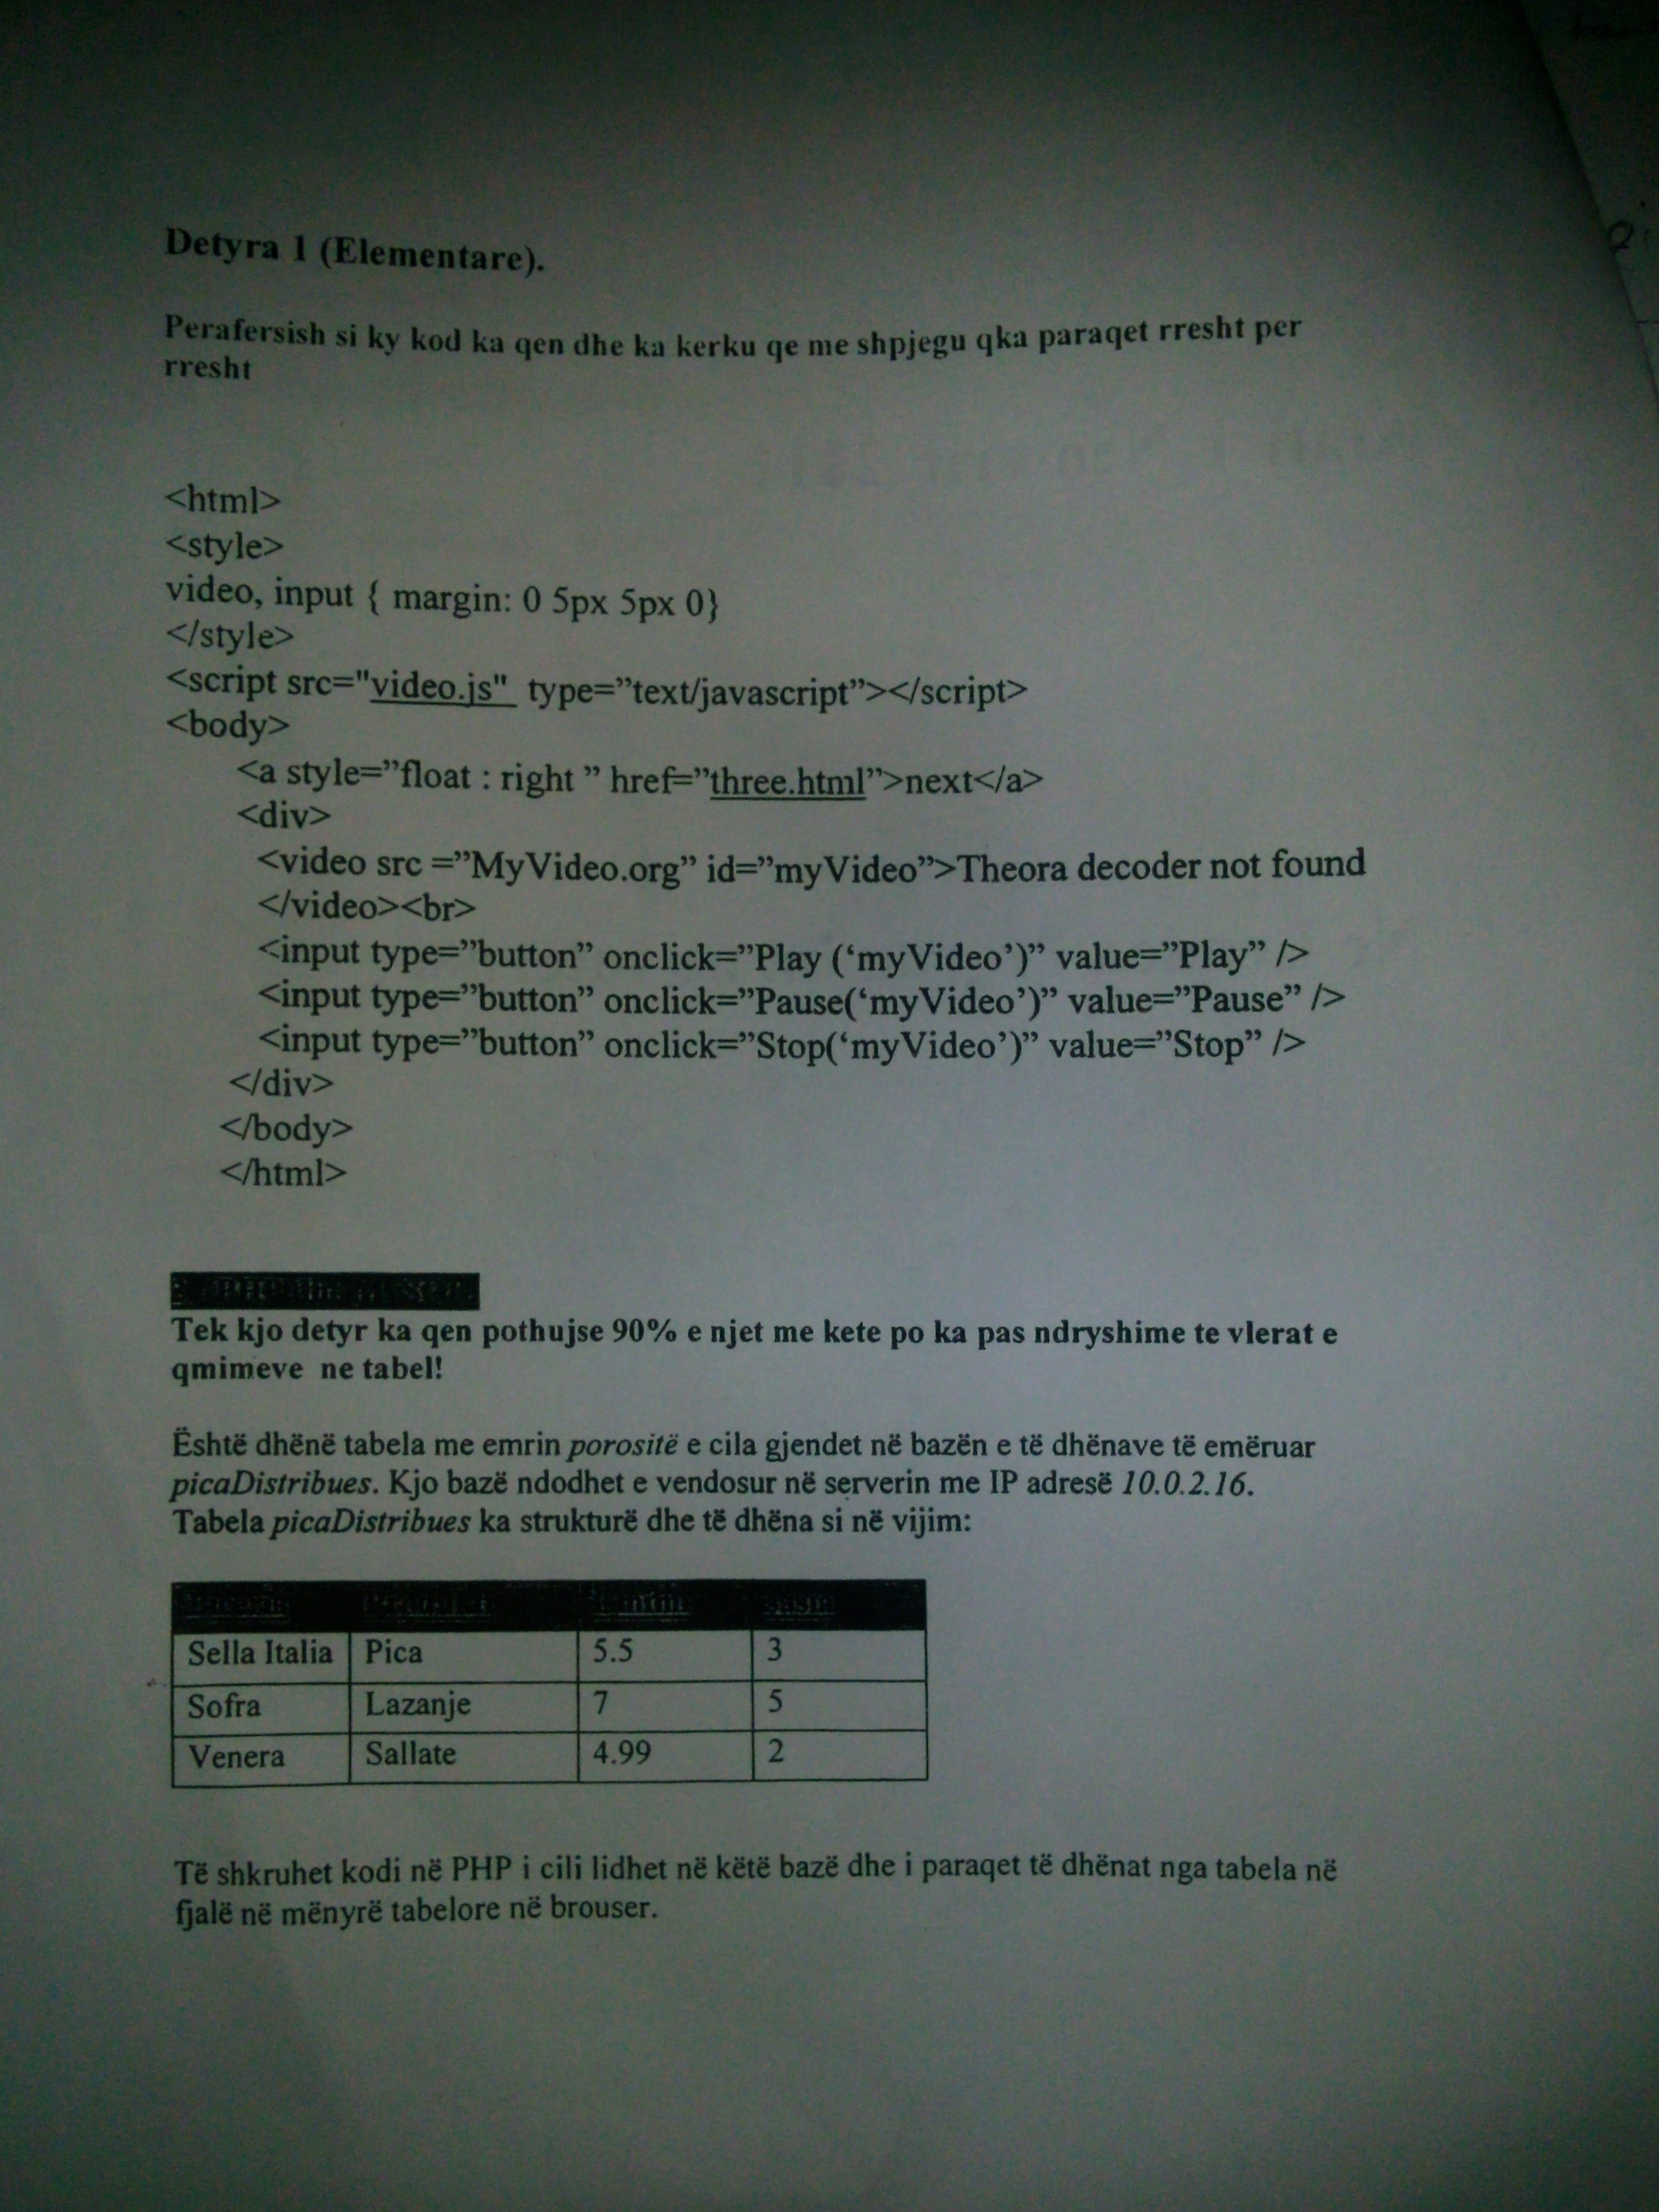 Detyra 1 (Elementare).
Perafersish si ky kod ka qen dhe ka kerku qe me shpjegu qka paraqet rresht per
rresht
<html>
<style>
video, input { margin: 0 5px 5px 0}
</style>
<script src="video.js" type=”text/javascript”></script>
<body>
<a style=”float : right ” href=”three.html”>next</a>
<div>
<video src =”MyVideo.org” id=”myVideo”>Theora decoder not found
</video><br>
<input type=”button” onclick=”Play (‘myVideo’)” value=”Play” />
<input type=”button” onclick=”Pause(‘myVideo’)” value=”Pause” />
<input type=”button” onclick=”Stop(‘myVideo’)” value=”Stop” />
</div>
</body>
</html>
Tek kjo detyr ka qen pothujse 90% e njet me kete po ka pas ndryshime te vlerat e
qmimeve ne tabel!
Është dhënë tabela me emrin porositë e cila gjendet në bazën e të dhënave të emëruar
picaDistribues. Kjo bazë ndodhet e vendosur në serverin me IP adresë 10.0.2.16.
Tabela picaDistribues ka strukturë dhe të dhëna si në vijim:
Sella Italia Pica 5.5 3
Sofra Lazanje 7 5
Venera Sallate 4.99 2
Të shkruhet kodi në PHP i cili lidhet në këtë bazë dhe i paraqet të dhënat nga tabela në
fjalë në mënyrë tabelore në brouser.